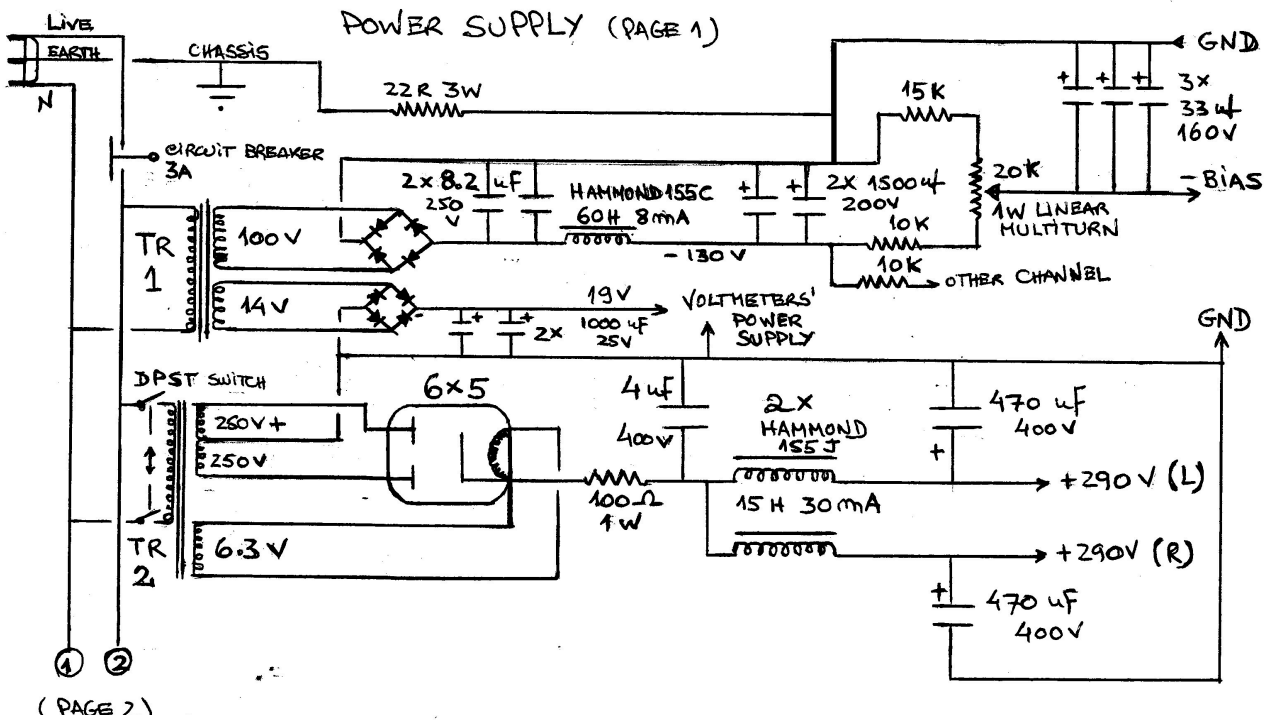 POWER SUPPLY (PAGE 1)
LIVE
EARTH
N
CHASSIS
22R 3W
GND
15K
3X
33 uf
160V
CIRCUIT BREAKER
3A
2 x 8.2 uF
250
V
HAMMOND 155C
60H 8mA
2X 1500uf
200V
20K
- BIAS
1W LINEAR
MULTITURN
TR
1
100V
- 130 V
10K
10K
OTHER CHANNEL
14V
19V
2X
1000 uF
25V
VOLTMETERS'
POWER
SUPPLY
GND
DPST SWITCH
6X5
250V+
250V
4uf
400V
2X
HAMMOND
155J
470 uF
400V
+290V (L)
100Ω
1W
15H 30mA
TR
2
6.3V
+290V (R)
470 uF
400V
1
2
(PAGE 2)